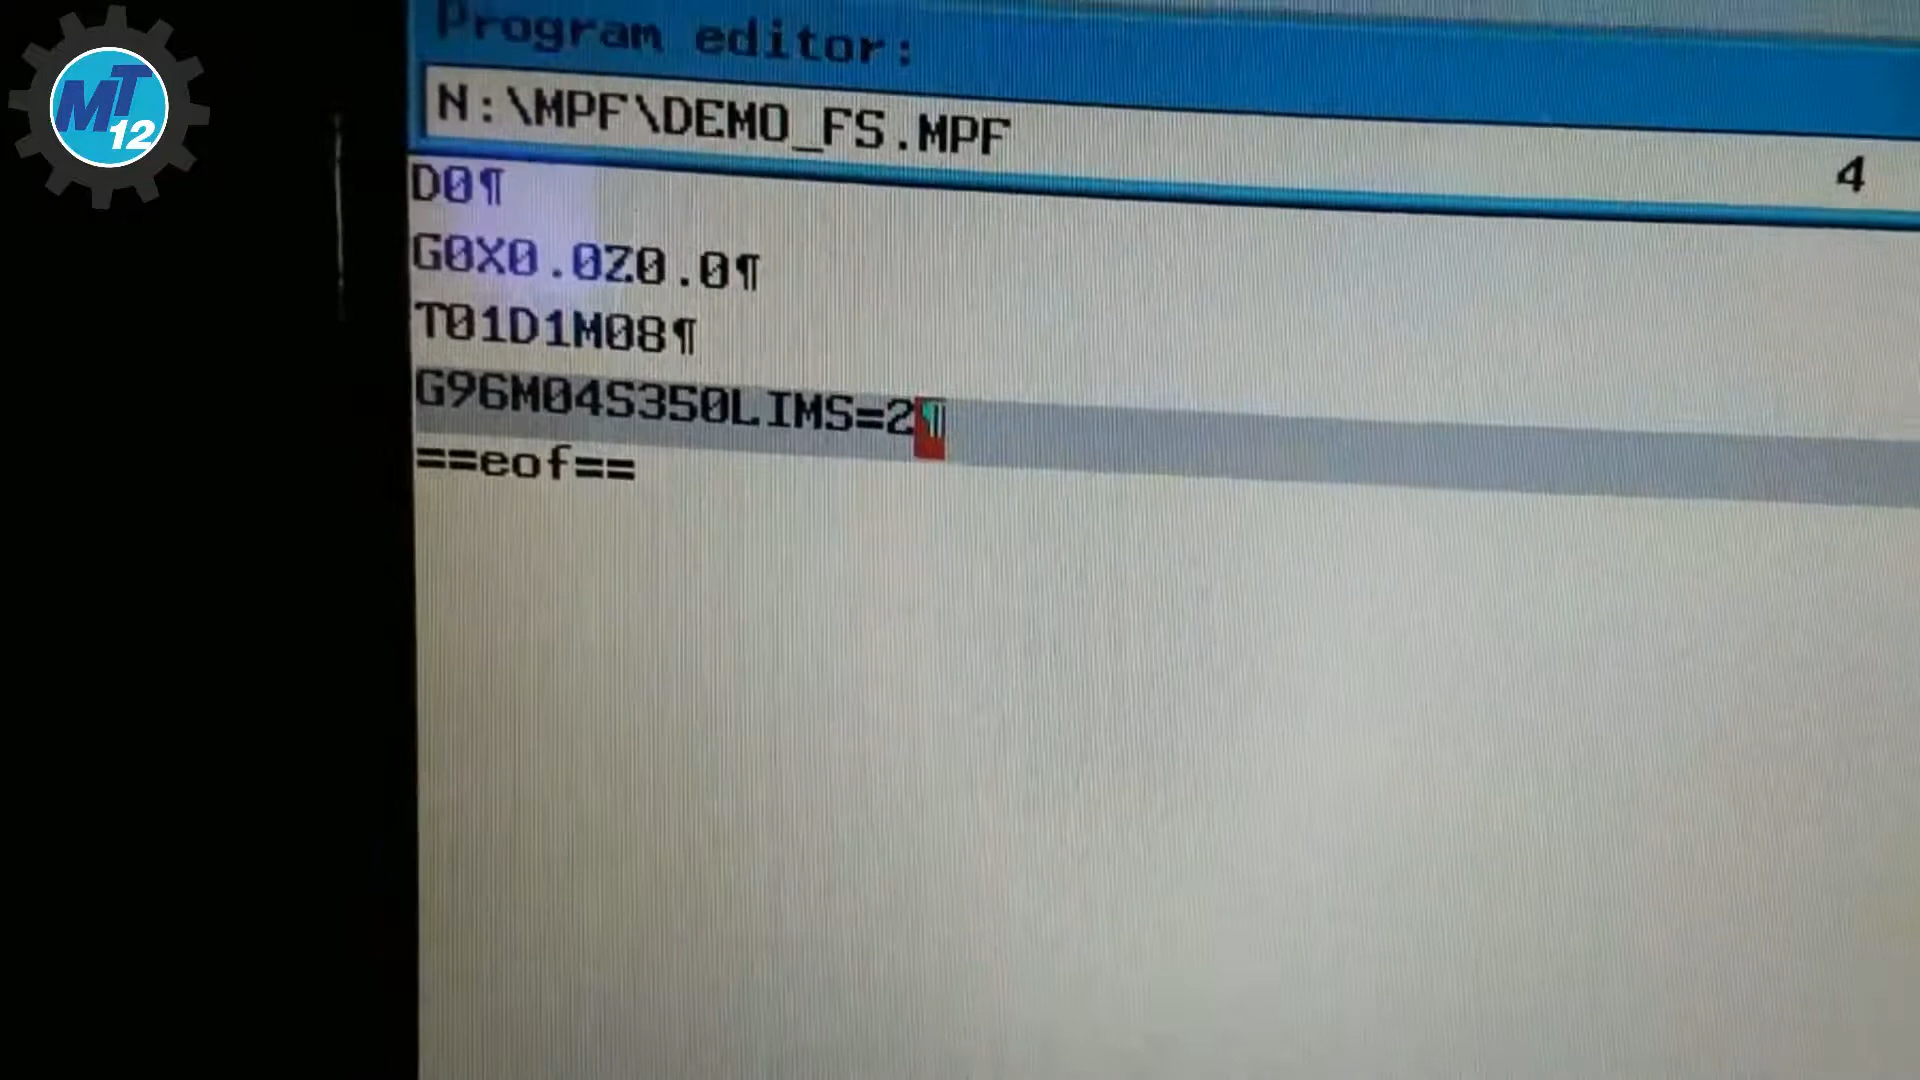 MT
12
Program editor:
N:\MPF\DEMO_FS.MPF
4
D0¶
G0X0.0Z0.0¶
T01D1M08¶
G96M04S350LIMS=2¶
==eof==